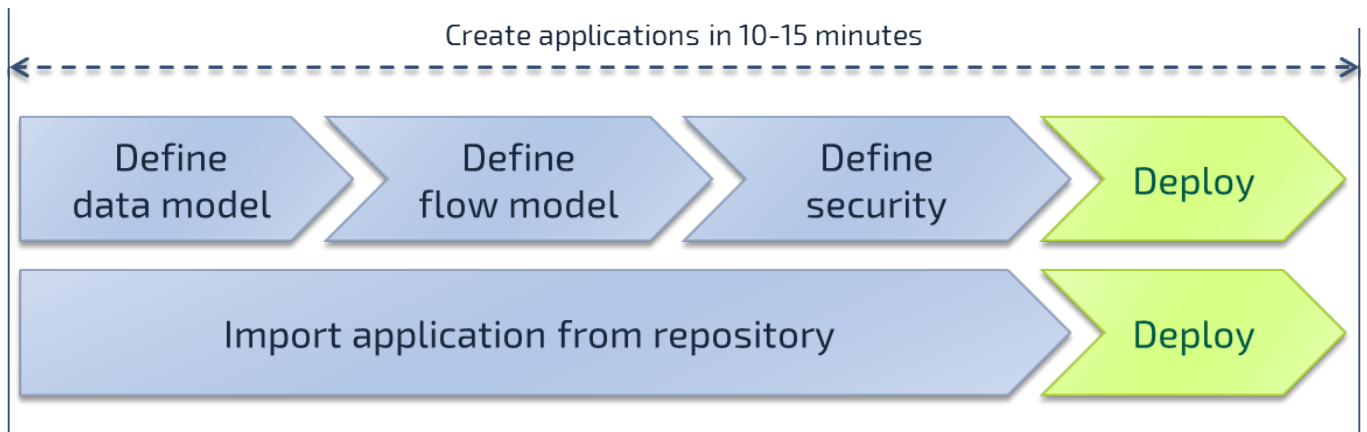 Create applications in 10-15 minutes
Define
data model
Define
flow model
Define
security
Deploy
Import application from repository
Deploy